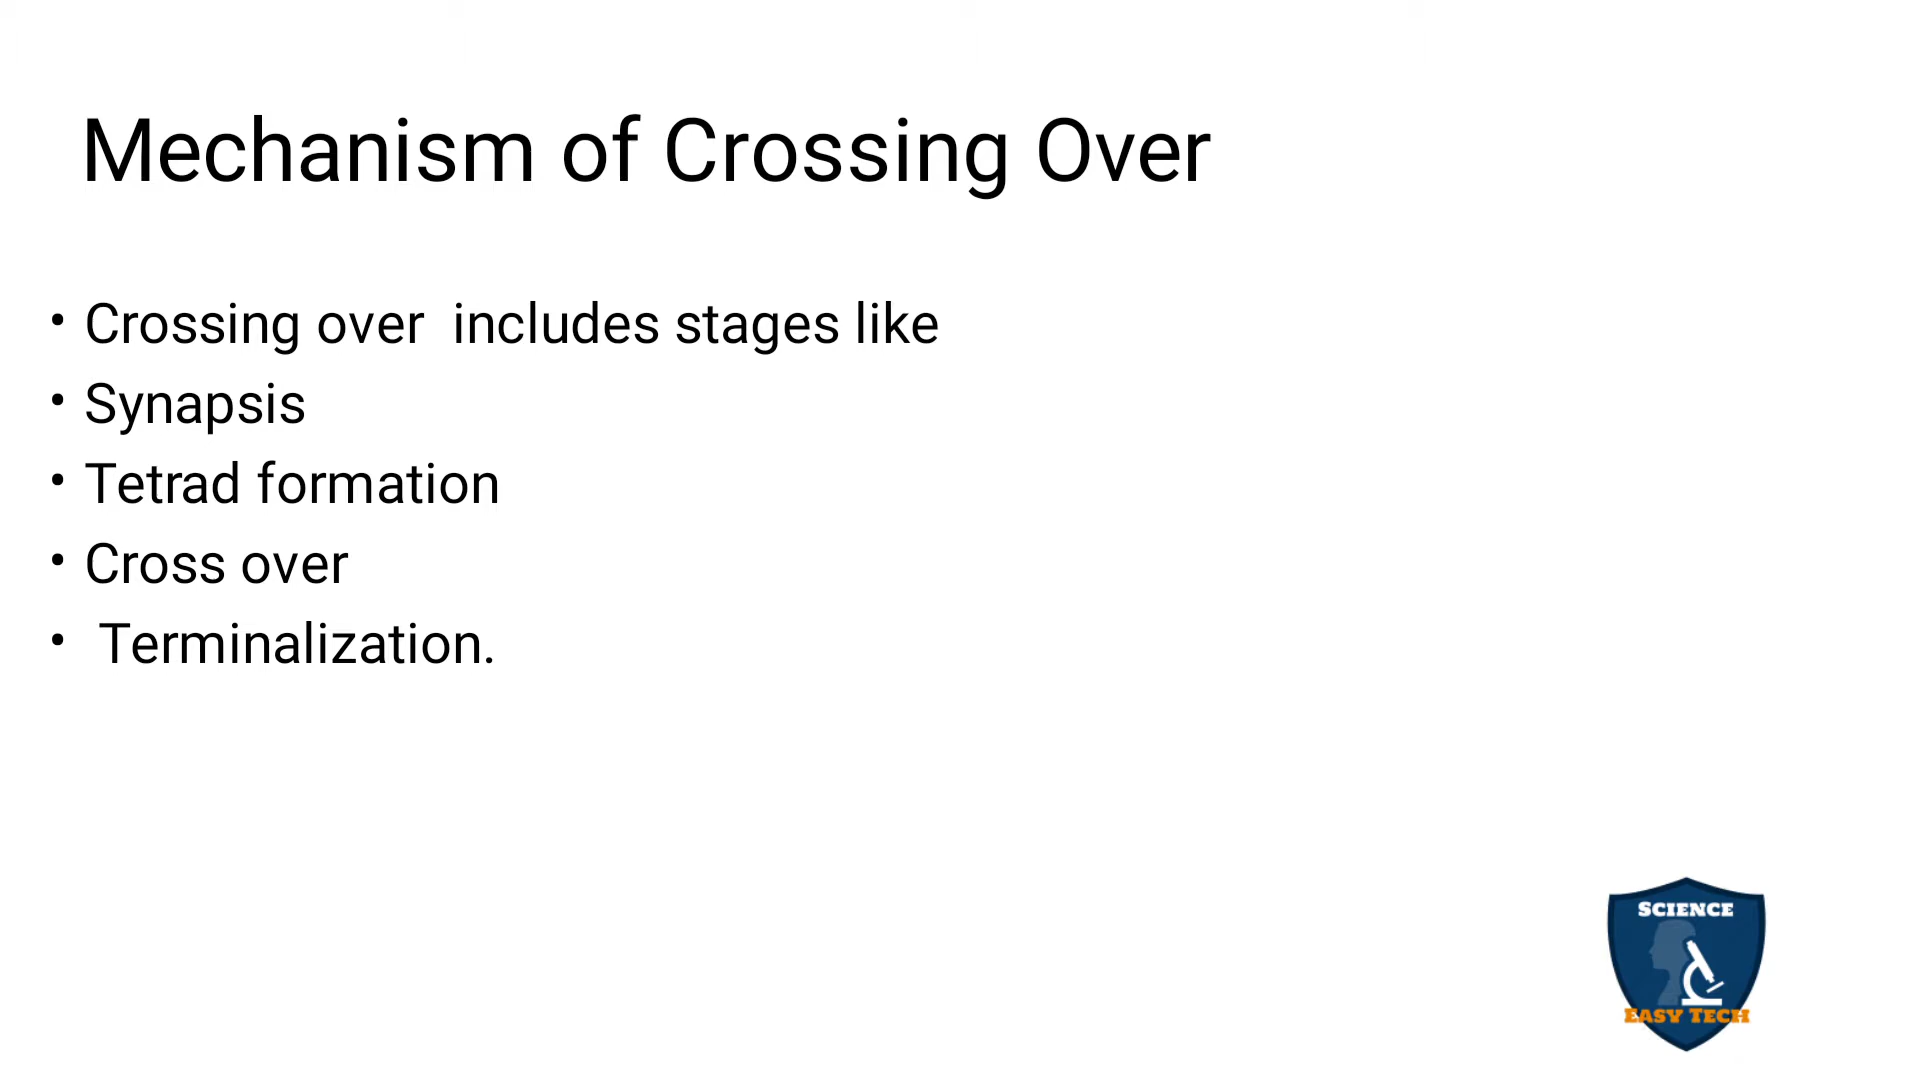 Mechanism of Crossing Over
• Crossing over  includes stages like
• Synapsis
• Tetrad formation
• Cross over
•  Terminalization.
SCIENCE
EASY TECH